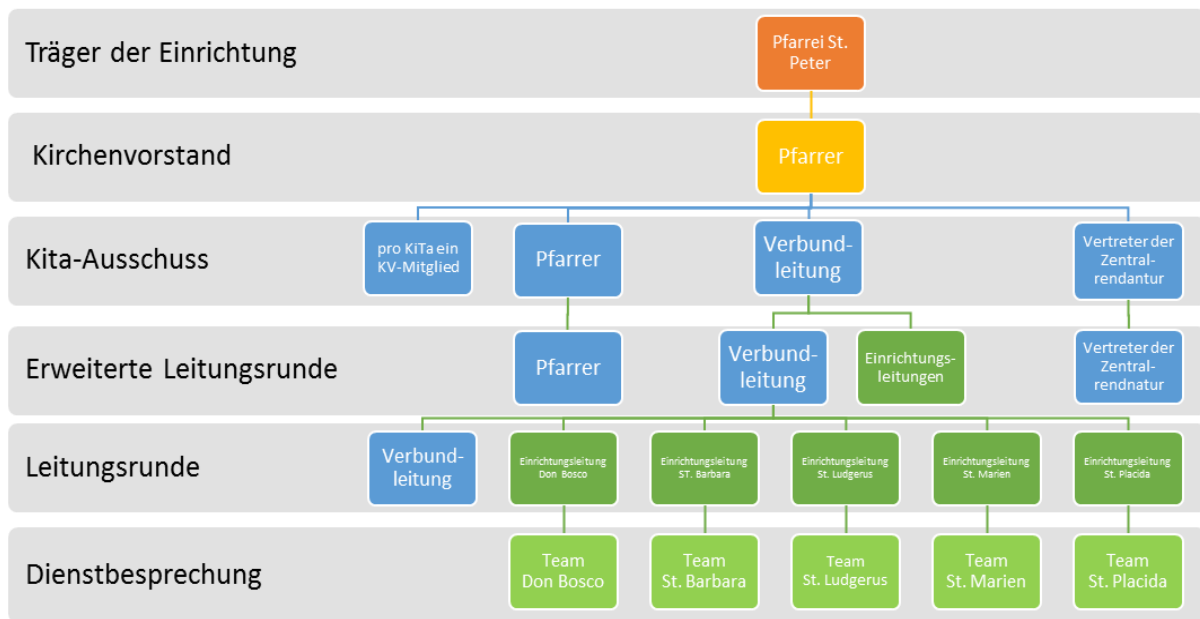 Träger der Einrichtung
Pfarrei St.
Peter
Kirchenvorstand
Pfarrer
Kita-Ausschuss
pro KiTa ein
KV-Mitglied
Pfarrer
Verbund-
leitung
Vertreter der
Zentral-
rendantur
Erweiterte Leitungsrunde
Pfarrer
Verbund-
leitung
Einrichtungs-
leitungen
Vertreter der
Zentral-
rendnatur
Leitungsrunde
Verbund-
leitung
Einrichtungsleitung
Don Bosco
Einrichtungsleitung
ST. Barbara
Einrichtungsleitung
St. Ludgerus
Einrichtungsleitung
St. Marien
Einrichtungsleitung
St. Placida
Dienstbesprechung
Team
Don Bosco
Team
St. Barbara
Team
St. Ludgerus
Team
St. Marien
Team
St. Placida